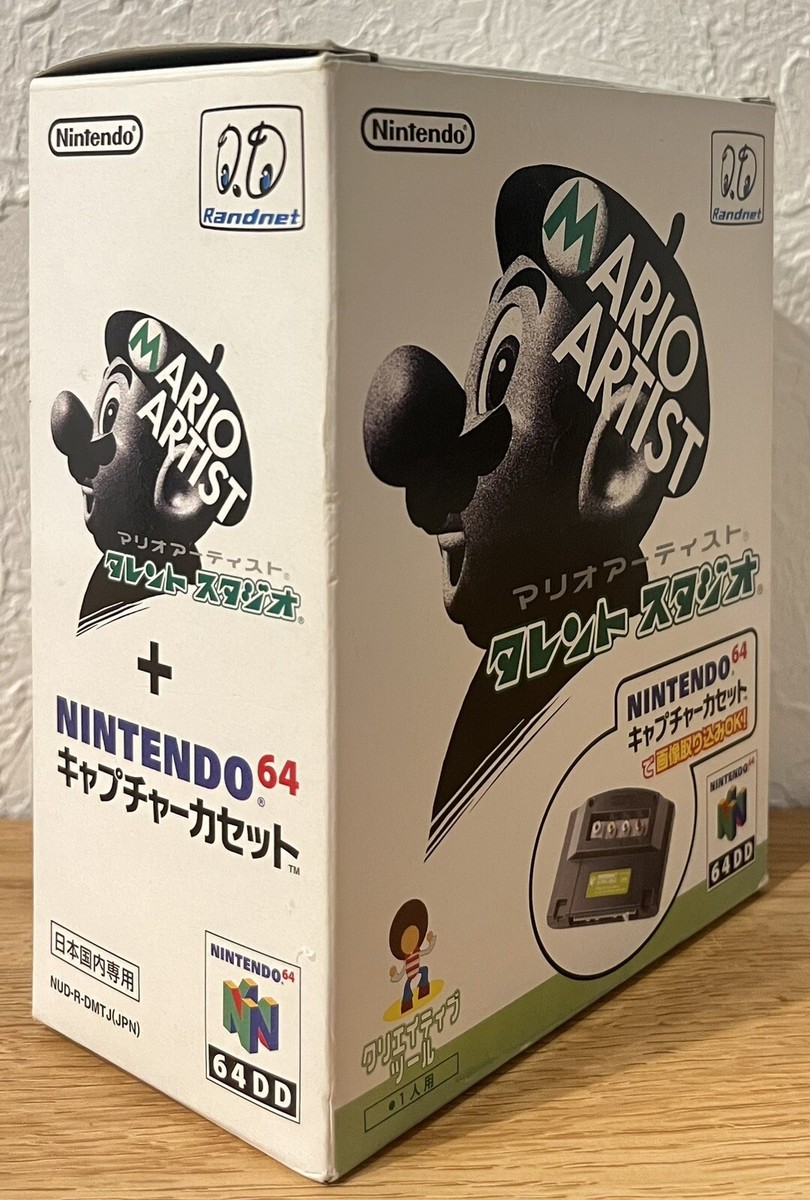 Nintendo®
Randnet
MARIO
ARTIST
マリオアーティスト®
タレント スタジオ®
+
NINTENDO®64
キャプチャーカセット™
日本国内専用
NUD-R-DMTJ(JPN)
NINTENDO64
64DD
Nintendo®
Randnet
MARIO
ARTIST
マリオアーティスト®
タレント スタジオ®
NINTENDO64
キャプチャーカセット
で画像取り込みOK!
NINTENDO64
64DD
クリエイティブ
ツール
●1人用